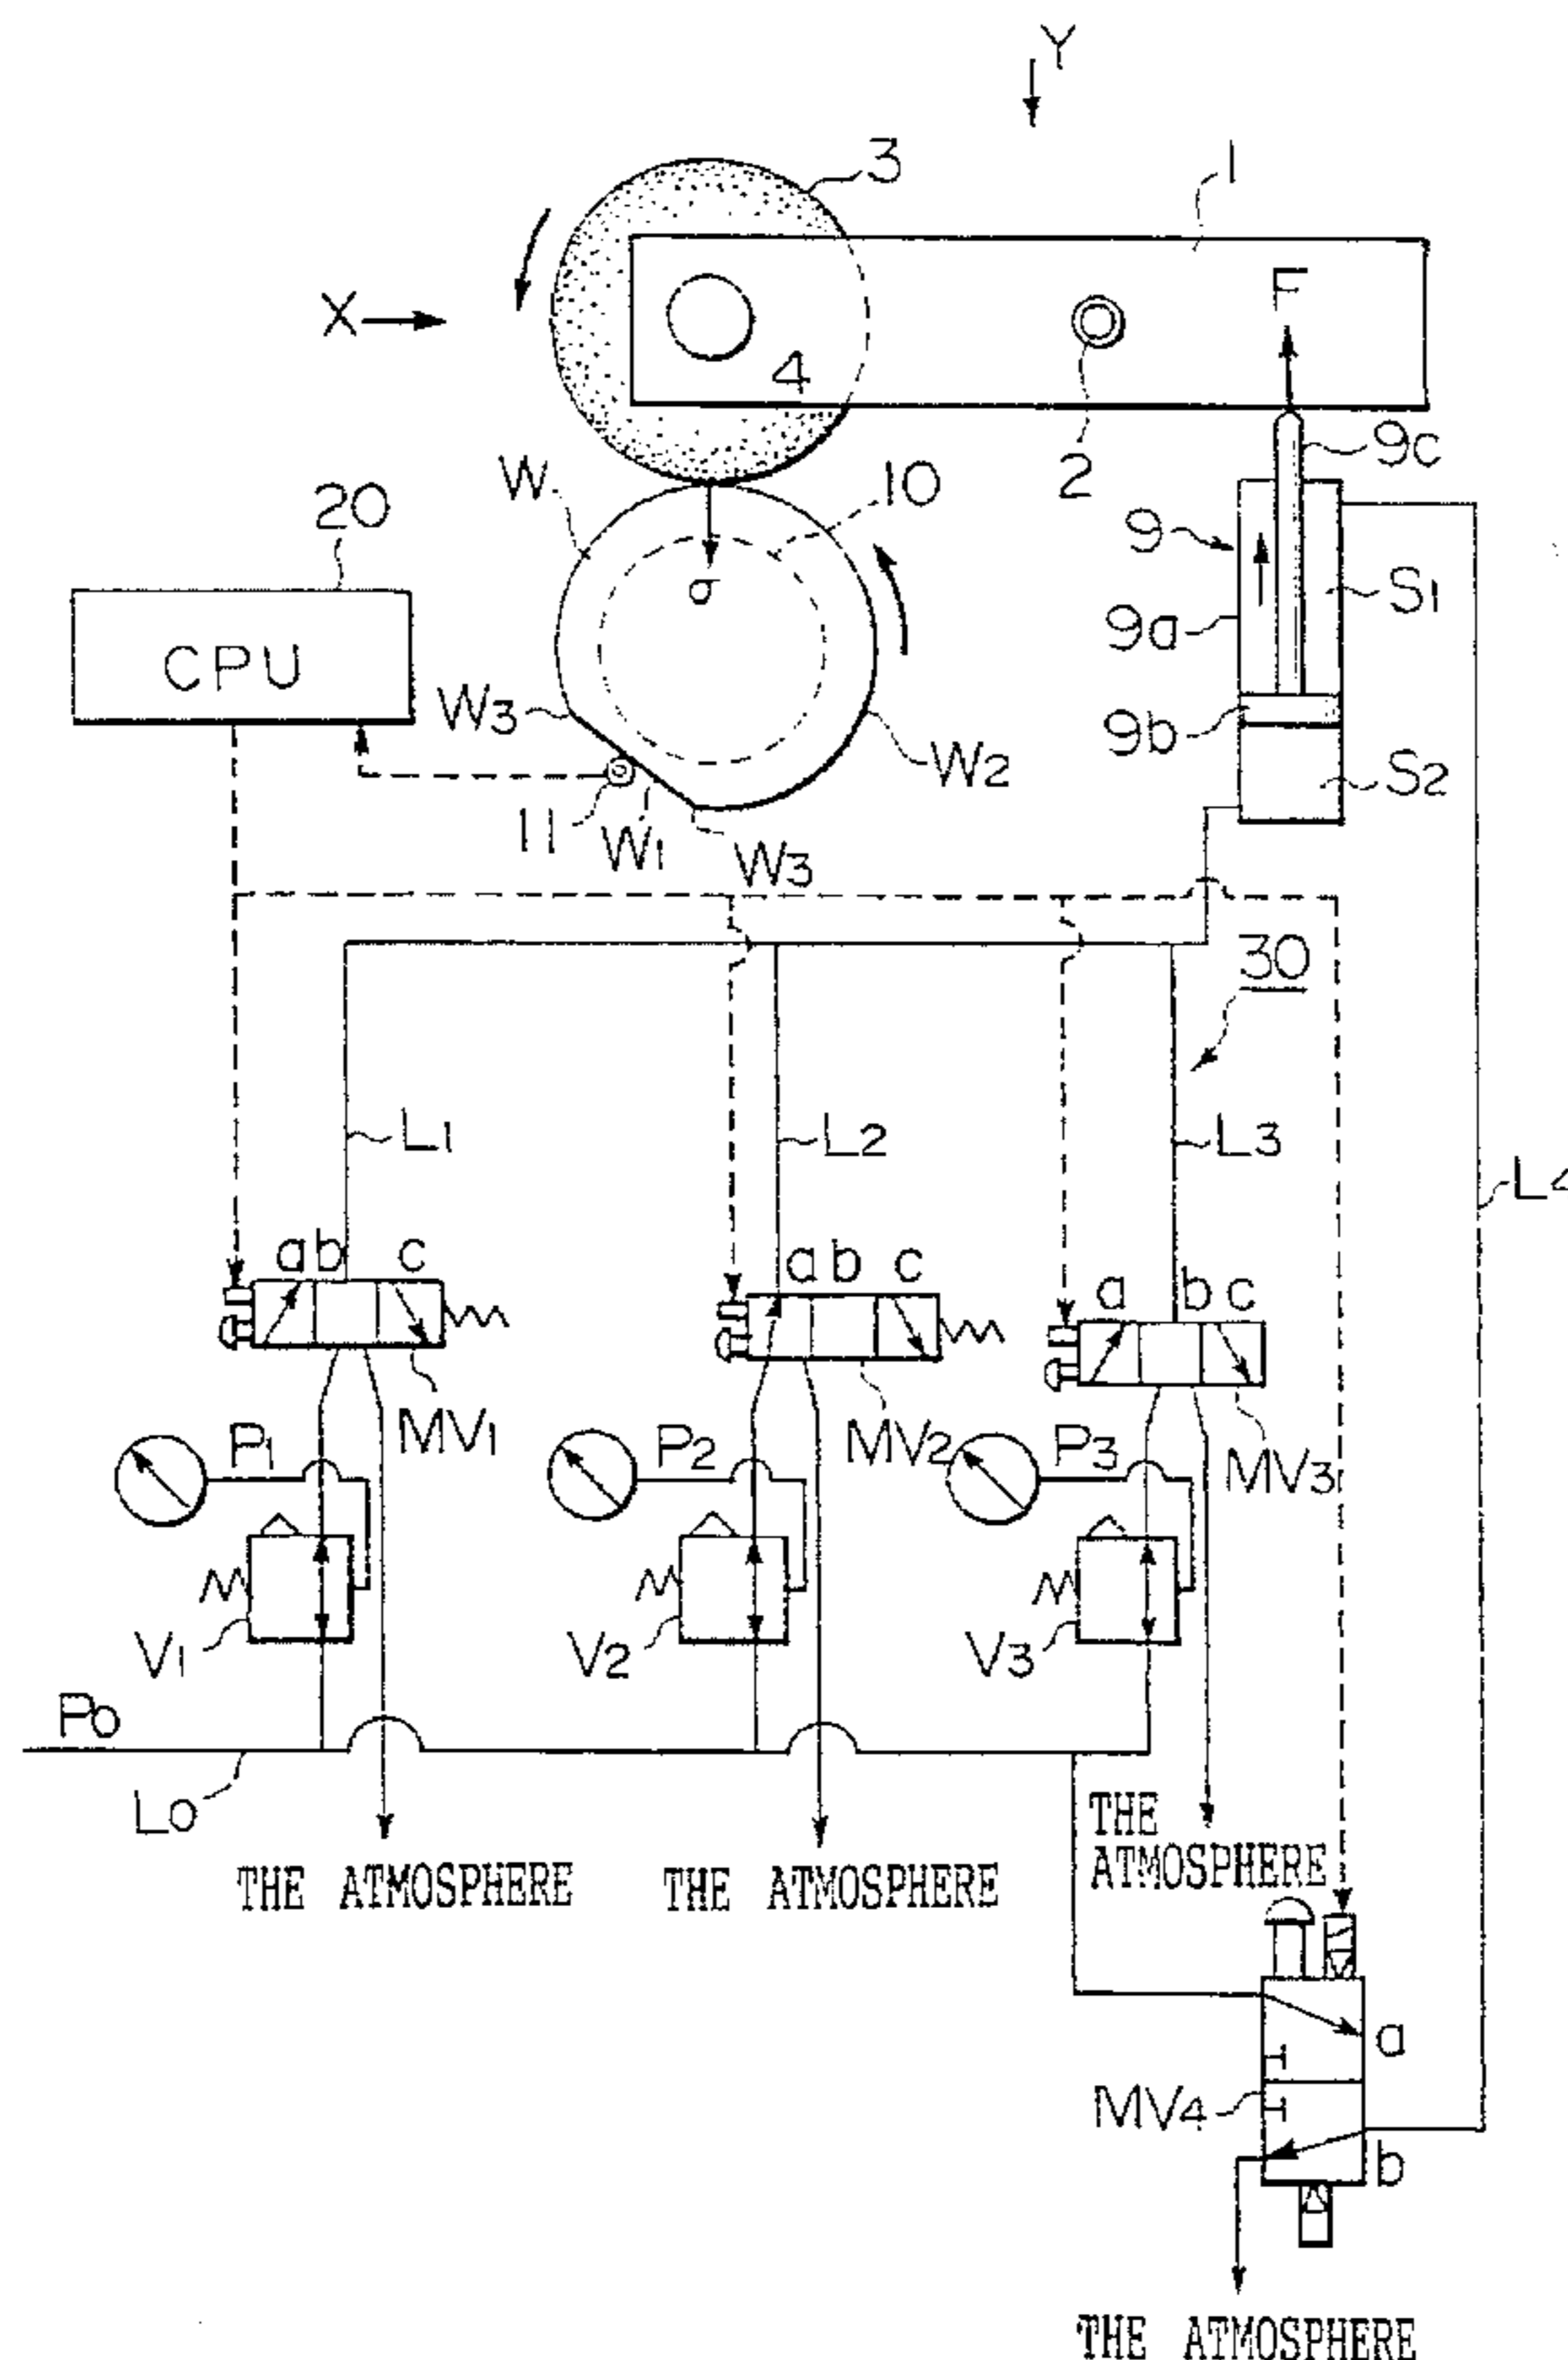 Y
3
1
X
F
4
2
9c
W
10
20
9
σ
S1
9a
CPU
W3
9b
W2
S2
11
W1
W3
30
L1
L2
L3
L4
a b c
a b c
a b c
MV1
MV2
MV3
P1
P2
P3
V1
V2
V3
P0
L0
THE ATMOSPHERE
THE ATMOSPHERE
THE
ATMOSPHERE
a
MV4
b
THE ATMOSPHERE